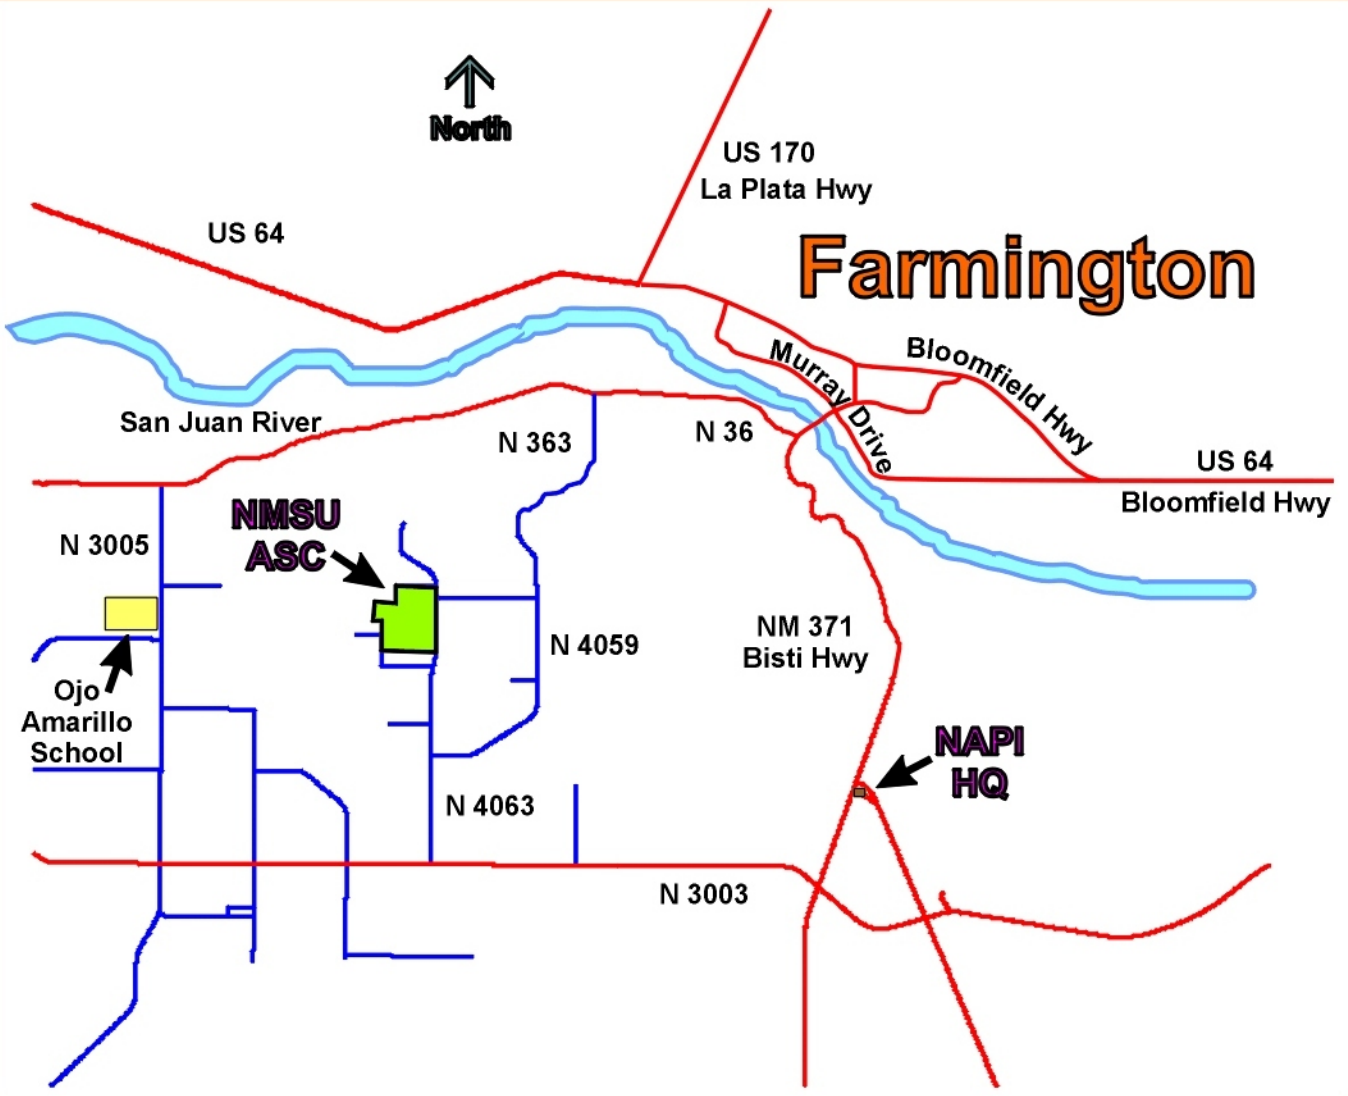 North
US 170
La Plata Hwy
US 64
Farmington
Bloomfield Hwy
Murray Drive
San Juan River
N 363
N 36
US 64
Bloomfield Hwy
NMSU
ASC
N 3005
NM 371
Bisti Hwy
N 4059
Ojo
Amarillo
School
NAPI
HQ
N 4063
N 3003